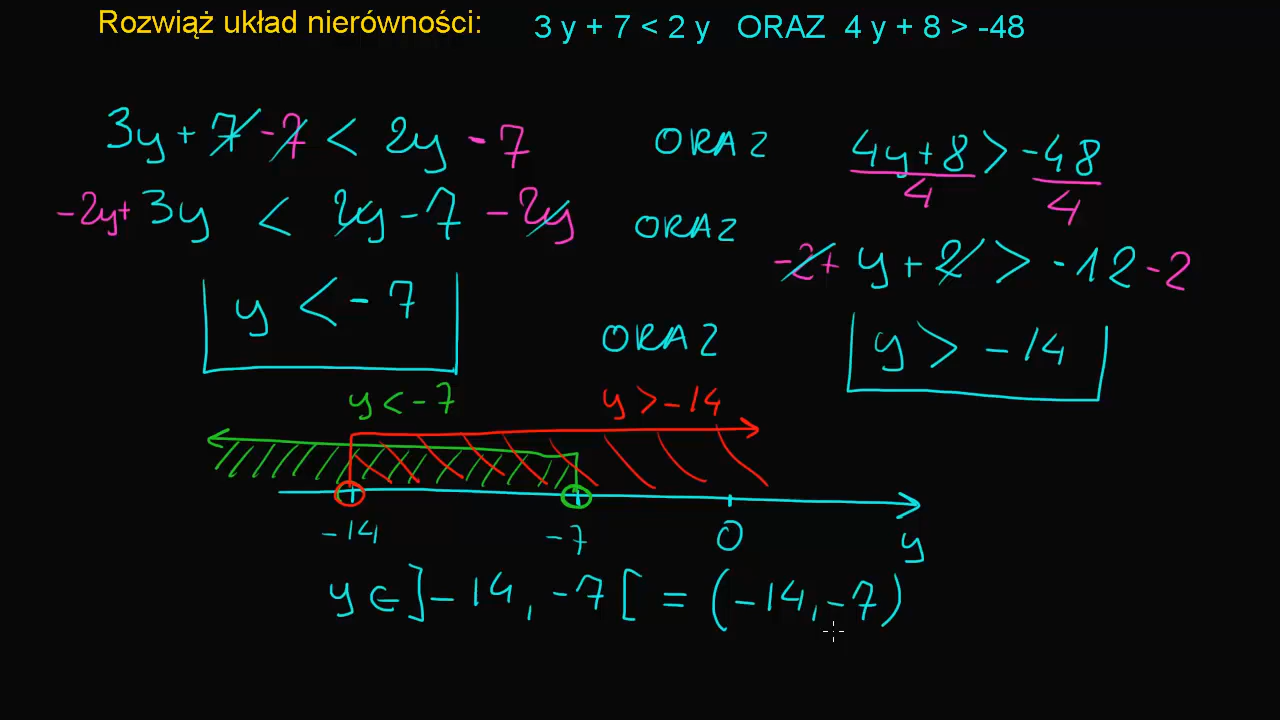 Rozwiąż układ nierówności: 3 y + 7 < 2 y ORAZ 4 y + 8 > -48
3y + 7 - 7 < 2y - 7 ORAZ 4y+8 / 4 > -48 / 4
-2y+ 3y < 2y - 7 - 2y ORAZ -2+ y + 2 > -12 -2
y < - 7 ORAZ y > - 14
y < - 7 y > - 14
-14 -7 0 y
y ∈ ]-14, -7[ = (-14, -7)